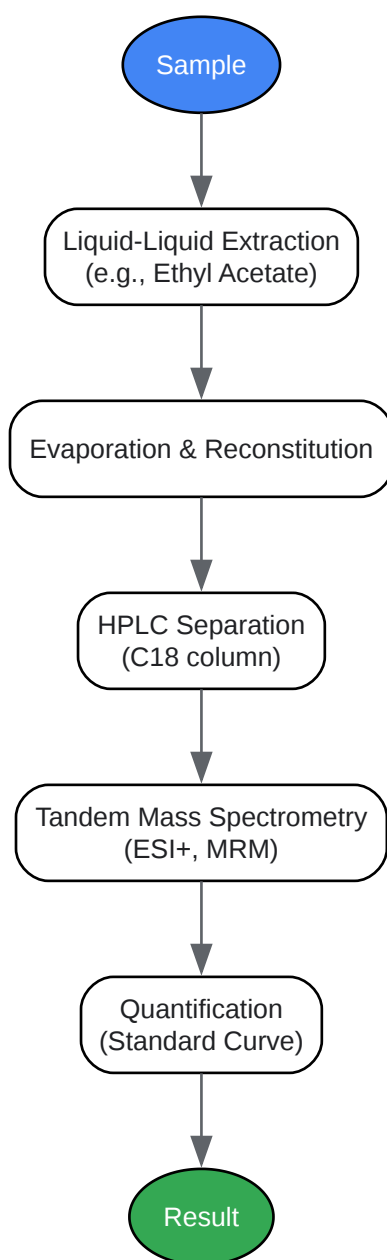 Sample
Liquid-Liquid Extraction
(e.g., Ethyl Acetate)
Evaporation & Reconstitution
HPLC Separation
(C18 column)
Tandem Mass Spectrometry
(ESI+, MRM)
Quantification
(Standard Curve)
Result